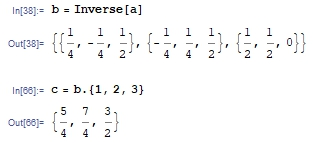 In[38]:= b = Inverse[a]
Out[38]= {{1/4, -1/4, 1/2}, {-1/4, 1/4, 1/2}, {1/2, 1/2, 0}}
In[66]:= c = b.{1, 2, 3}
Out[66]= {5/4, 7/4, 3/2}